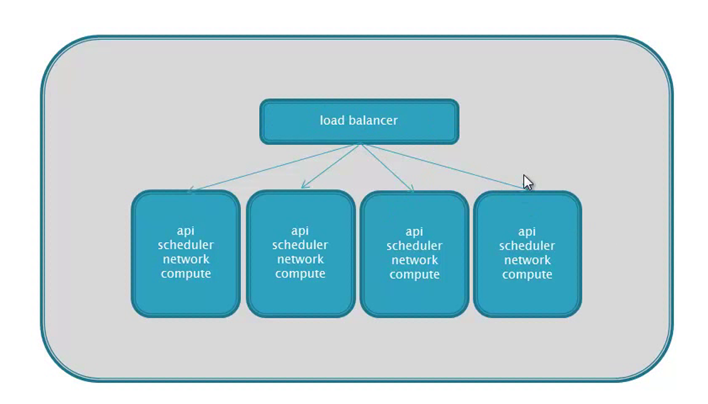 load balancer
api
scheduler
network
compute
api
scheduler
network
compute
api
scheduler
network
compute
api
scheduler
network
compute